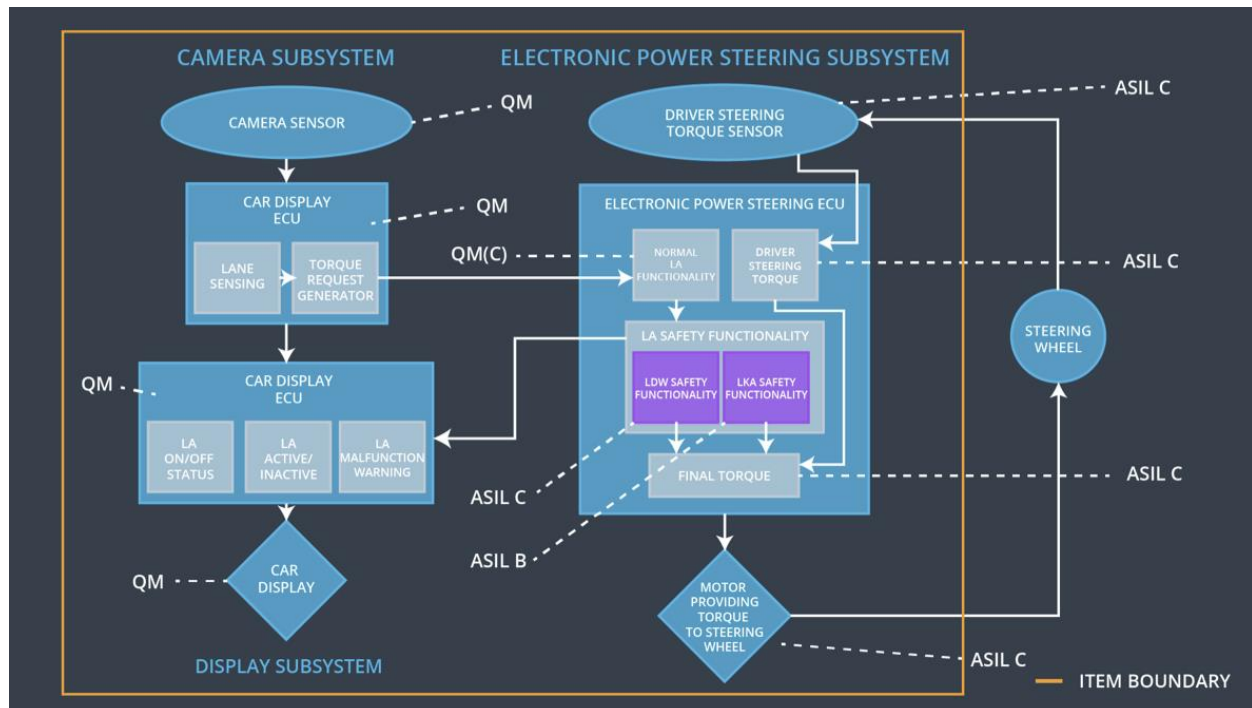 CAMERA SUBSYSTEM
ELECTRONIC POWER STEERING SUBSYSTEM
CAMERA SENSOR
QM
DRIVER STEERING
TORQUE SENSOR
ASIL C
CAR DISPLAY
ECU
QM
LANE
SENSING
TORQUE
REQUEST
GENERATOR
QM(C)
ELECTRONIC POWER STEERING ECU
NORMAL
LA
FUNCTIONALITY
DRIVER
STEERING
TORQUE
ASIL C
LA SAFETY FUNCTIONALITY
LDW SAFETY
FUNCTIONALITY
LKA SAFETY
FUNCTIONALITY
STEERING
WHEEL
QM
CAR DISPLAY
ECU
LA
ON/OFF
STATUS
LA
ACTIVE/
INACTIVE
LA
MALFUNCTION
WARNING
FINAL TORQUE
ASIL C
ASIL C
ASIL B
QM
CAR
DISPLAY
MOTOR
PROVIDING
TORQUE
TO STEERING
WHEEL
ASIL C
DISPLAY SUBSYSTEM
ITEM BOUNDARY